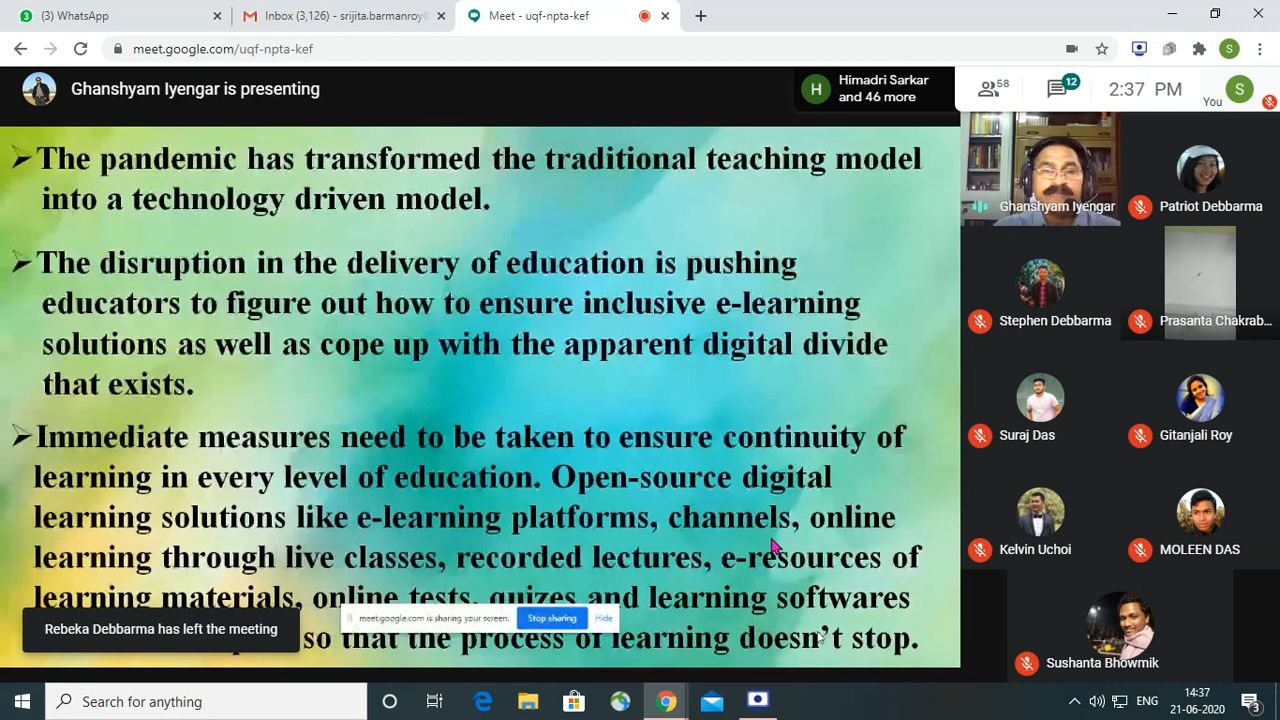 (3) WhatsApp
Inbox (3,126) - srijita.barmanroy@
Meet - uqf-npta-kef
meet.google.com/uqf-npta-kef
S
Ghanshyam Iyengar is presenting
H
Himadri Sarkar
and 46 more
58
12
2:37 PM
You
S
➢The pandemic has transformed the traditional teaching model
into a technology driven model.
➢The disruption in the delivery of education is pushing
educators to figure out how to ensure inclusive e-learning
solutions as well as cope up with the apparent digital divide
that exists.
➢Immediate measures need to be taken to ensure continuity of
learning in every level of education. Open-source digital
learning solutions like e-learning platforms, channels, online
learning through live classes, recorded lectures, e-resources of
learning materials, online tests, quizes and learning softwares
so that the process of learning doesn't stop.
Rebeka Debbarma has left the meeting
meet.google.com is sharing your screen.
Stop sharing
Hide
Ghanshyam Iyengar
Patriot Debbarma
Stephen Debbarma
Prasanta Chakrab...
Suraj Das
Gitanjali Roy
Kelvin Uchoi
MOLEEN DAS
Sushanta Bhowmik
Search for anything
ENG
14:37
21-06-2020
3